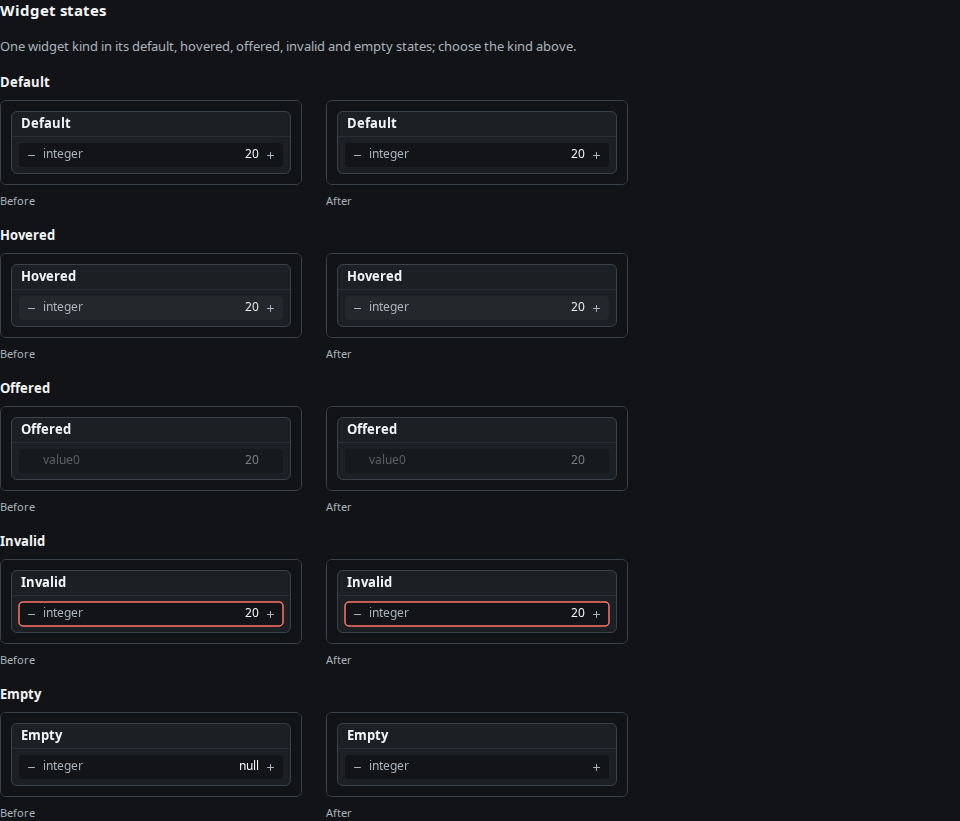 Widget states
One widget kind in its default, hovered, offered, invalid and empty states; choose the kind above.
Default
Default Default
− integer 20 + − integer 20 +
Before After
Hovered
Hovered Hovered
− integer 20 + − integer 20 +
Before After
Offered
Offered Offered
value0 20 value0 20
Before After
Invalid
Invalid Invalid
− integer 20 + − integer 20 +
Before After
Empty
Empty Empty
− integer null + − integer +
Before After